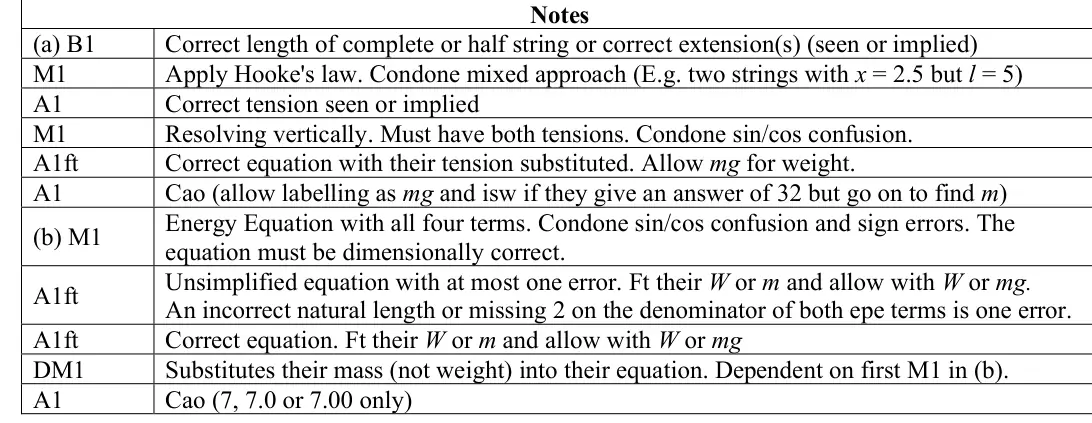 Notes
(a) B1 Correct length of complete or half string or correct extension(s) (seen or implied)
M1 Apply Hooke's law. Condone mixed approach (E.g. two strings with x = 2.5 but l = 5)
A1 Correct tension seen or implied
M1 Resolving vertically. Must have both tensions. Condone sin/cos confusion.
A1ft Correct equation with their tension substituted. Allow mg for weight.
A1 Cao (allow labelling as mg and isw if they give an answer of 32 but go on to find m)
(b) M1 Energy Equation with all four terms. Condone sin/cos confusion and sign errors. The
equation must be dimensionally correct.
A1ft Unsimplified equation with at most one error. Ft their W or m and allow with W or mg.
An incorrect natural length or missing 2 on the denominator of both epe terms is one error.
A1ft Correct equation. Ft their W or m and allow with W or mg
DM1 Substitutes their mass (not weight) into their equation. Dependent on first M1 in (b).
A1 Cao (7, 7.0 or 7.00 only)